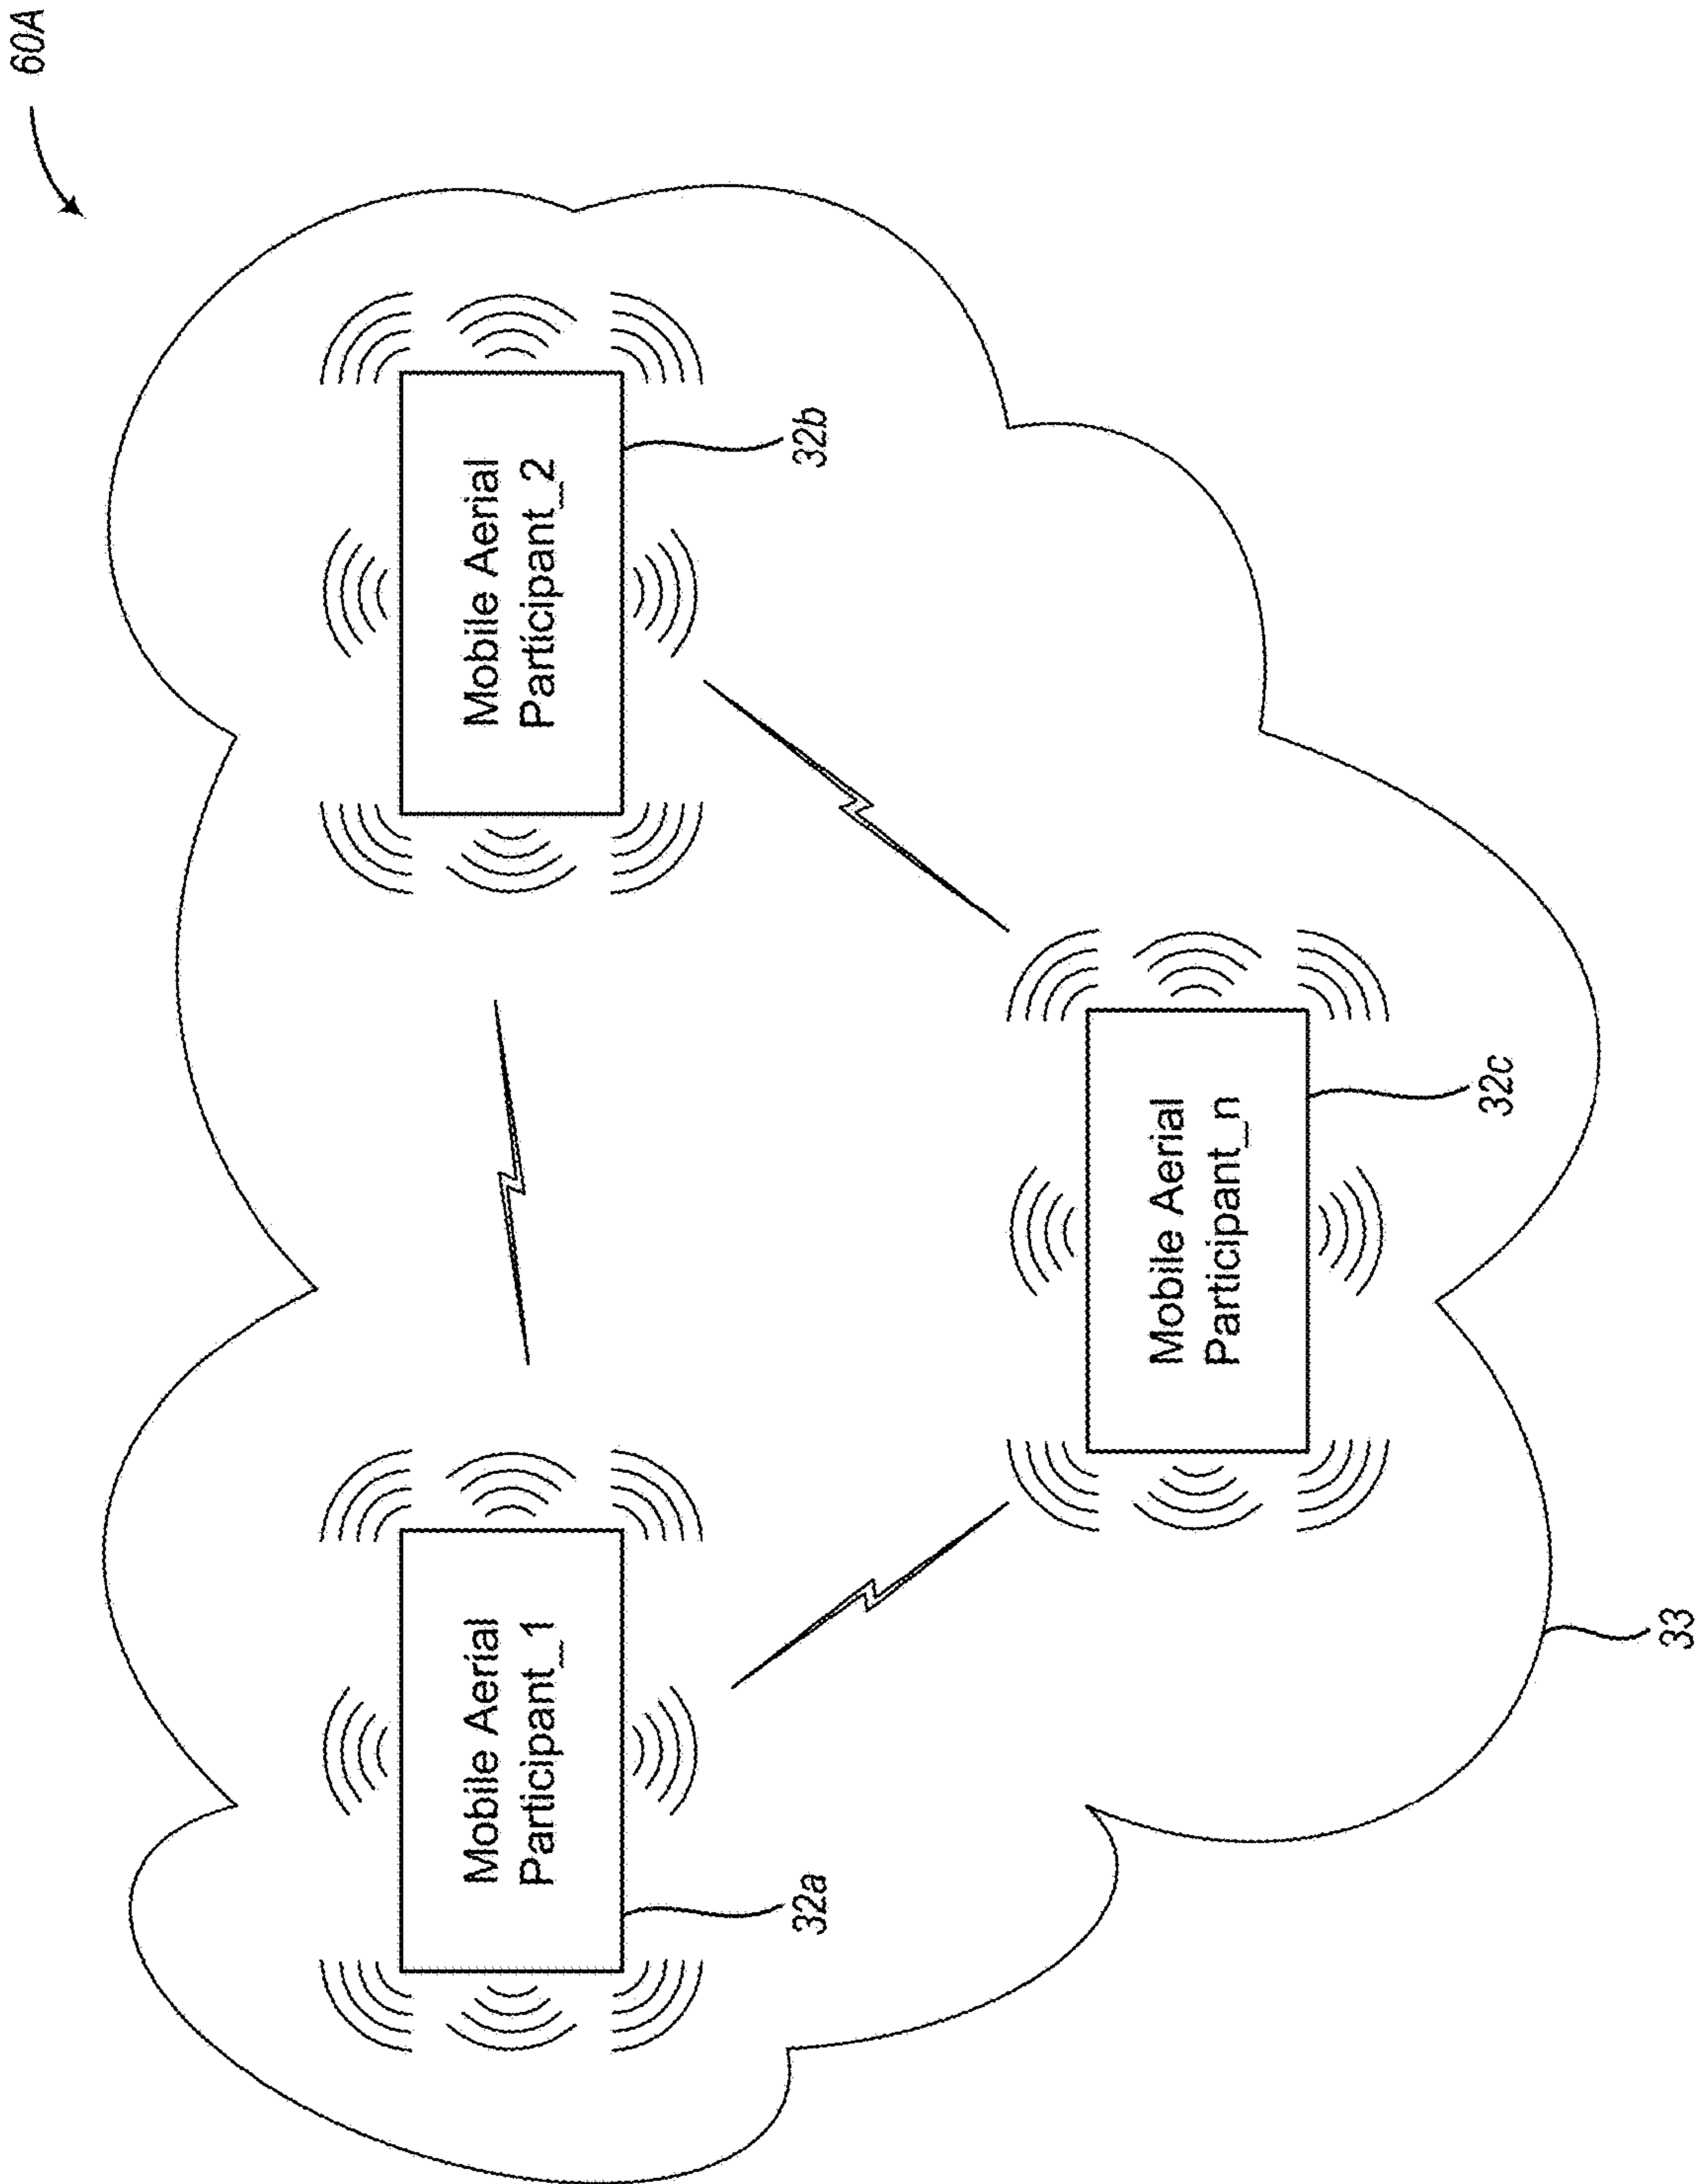 60A
Mobile Aerial
Participant_1
32a
Mobile Aerial
Participant_2
32b
Mobile Aerial
Participant_n
32c
33